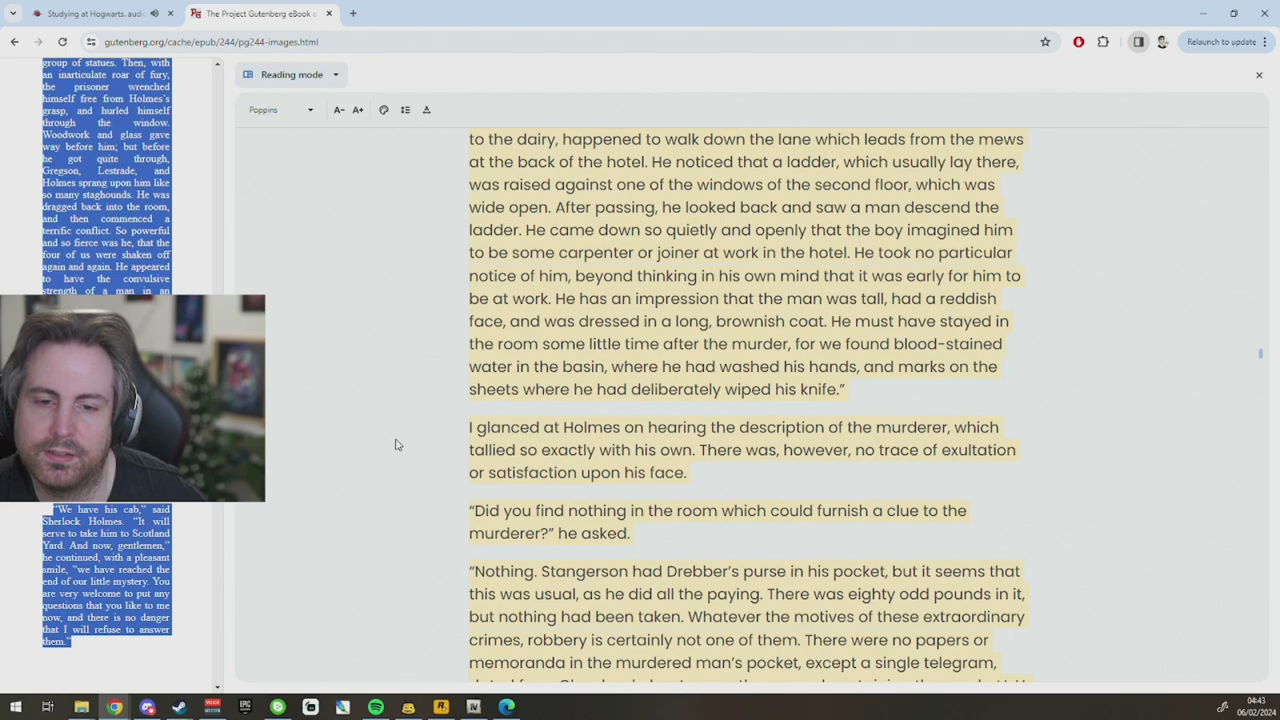 Studying at Hogwarts. audi
The Project Gutenberg eBook o
gutenberg.org/cache/epub/244/pg244-images.html
Relaunch to update
Reading mode
Poppins
A-
A+
group of statues. Then, with
an inarticulate roar of fury,
the prisoner wrenched
himself free from Holmes's
grasp, and hurled himself
through the window.
Woodwork and glass gave
way before him; but before
he got quite through,
Gregson, Lestrade, and
Holmes sprang upon him like
so many staghounds. He was
dragged back into the room,
and then commenced a
terrific conflict. So powerful
and so fierce was he, that the
four of us were shaken off
again and again. He appeared
to have the convulsive
strength of a man in an
“We have his cab,” said
Sherlock Holmes. “It will
serve to take him to Scotland
Yard. And now, gentlemen,”
he continued, with a pleasant
smile, “we have reached the
end of our little mystery. You
are very welcome to put any
questions that you like to me
now, and there is no danger
that I will refuse to answer
them.”
to the dairy, happened to walk down the lane which leads from the mews
at the back of the hotel. He noticed that a ladder, which usually lay there,
was raised against one of the windows of the second floor, which was
wide open. After passing, he looked back and saw a man descend the
ladder. He came down so quietly and openly that the boy imagined him
to be some carpenter or joiner at work in the hotel. He took no particular
notice of him, beyond thinking in his own mind that it was early for him to
be at work. He has an impression that the man was tall, had a reddish
face, and was dressed in a long, brownish coat. He must have stayed in
the room some little time after the murder, for we found blood-stained
water in the basin, where he had washed his hands, and marks on the
sheets where he had deliberately wiped his knife.”
I glanced at Holmes on hearing the description of the murderer, which
tallied so exactly with his own. There was, however, no trace of exultation
or satisfaction upon his face.
“Did you find nothing in the room which could furnish a clue to the
murderer?” he asked.
“Nothing. Stangerson had Drebber’s purse in his pocket, but it seems that
this was usual, as he did all the paying. There was eighty odd pounds in it,
but nothing had been taken. Whatever the motives of these extraordinary
crimes, robbery is certainly not one of them. There were no papers or
memoranda in the murdered man’s pocket, except a single telegram,
04:43
06/02/2024